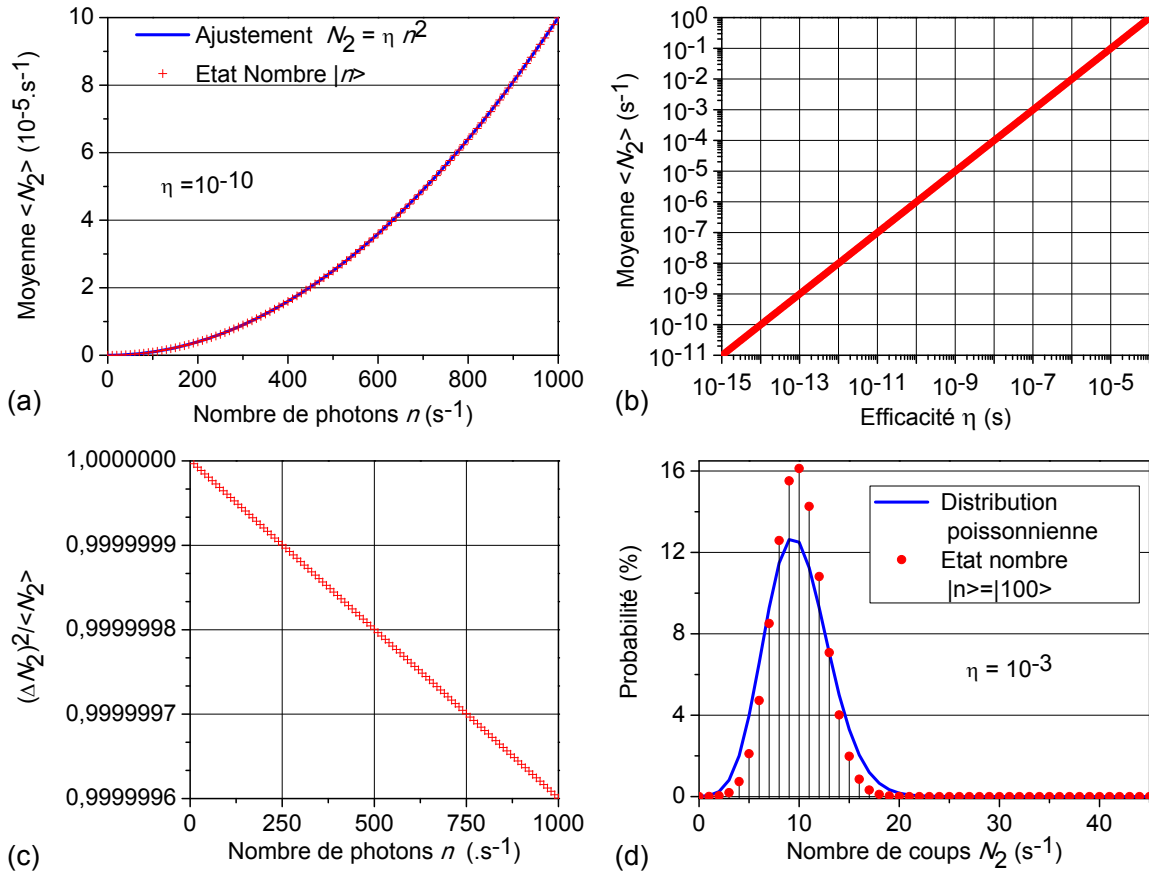 10
8
6
4
2
0
0 200 400 600 800 1000
Moyenne <N₂> (10⁻⁵.s⁻¹)
Nombre de photons n (s⁻¹)
Ajustement N₂ = η n²
Etat Nombre |n>
η =10⁻¹⁰
(a)
10⁰
10⁻¹
10⁻²
10⁻³
10⁻⁴
10⁻⁵
10⁻⁶
10⁻⁷
10⁻⁸
10⁻⁹
10⁻¹⁰
10⁻¹¹
10⁻¹⁵ 10⁻¹³ 10⁻¹¹ 10⁻⁹ 10⁻⁷ 10⁻⁵
Moyenne <N₂> (s⁻¹)
Efficacité η (s)
(b)
1,0000000
0,9999999
0,9999998
0,9999997
0,9999996
0 250 500 750 1000
(ΔN₂)²/<N₂>
Nombre de photons n (.s⁻¹)
(c)
16
12
8
4
0
0 10 20 30 40
Probabilité (%)
Nombre de coups N₂ (s⁻¹)
Distribution
poissonnienne
Etat nombre
|n>=|100>
η = 10⁻³
(d)